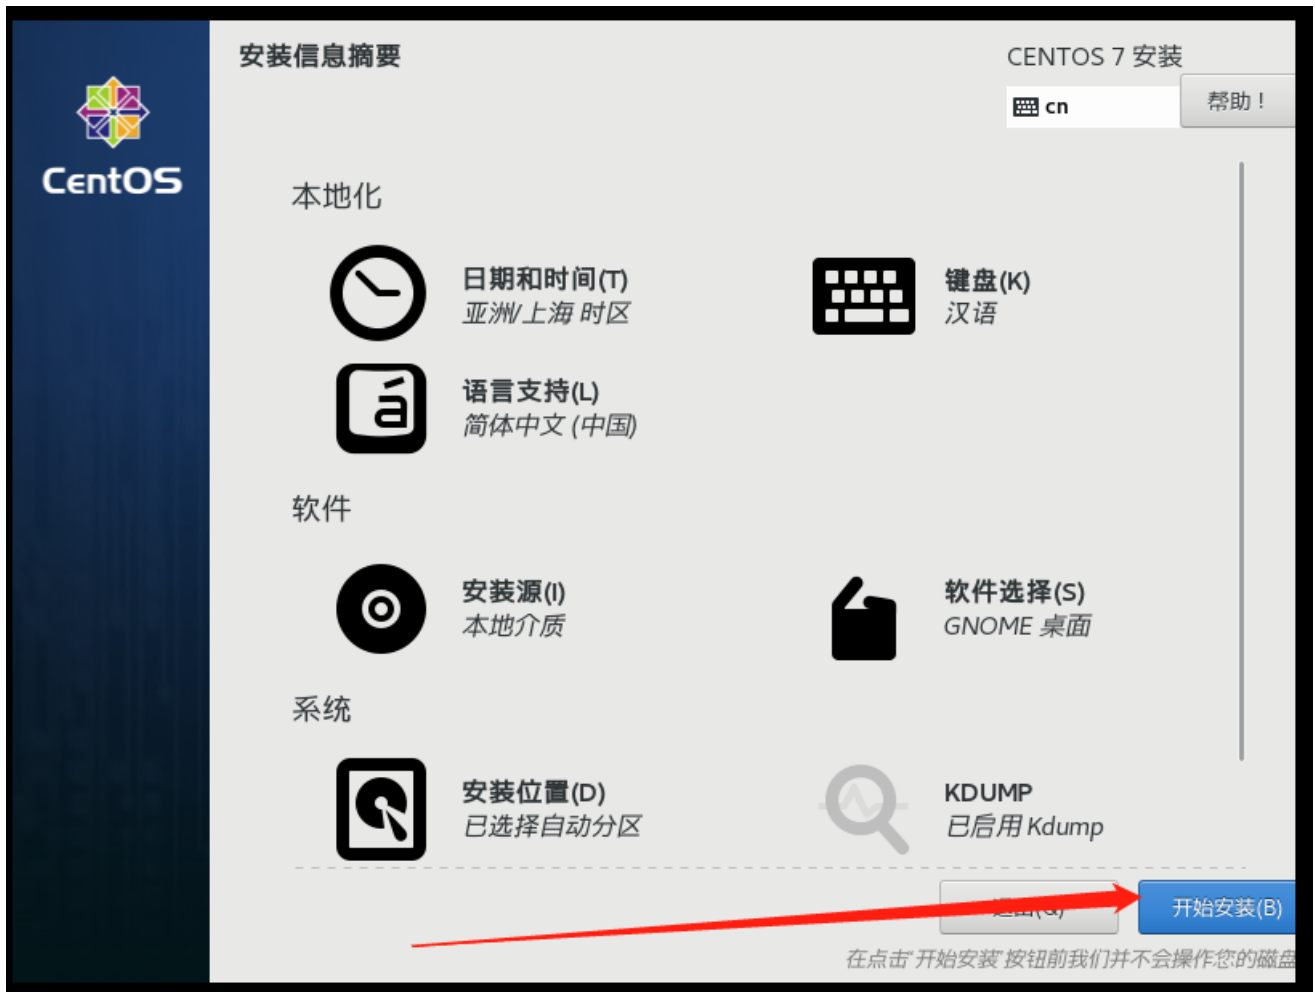 安装信息摘要
CENTOS 7 安装
cn
帮助！
CentOS
本地化
日期和时间(T)
亚洲/上海 时区
键盘(K)
汉语
á
语言支持(L)
简体中文 (中国)
软件
安装源(I)
本地介质
软件选择(S)
GNOME 桌面
系统
安装位置(D)
已选择自动分区
KDUMP
已启用 Kdump
退出(Q)
开始安装(B)
在点击“开始安装”按钮前我们并不会操作您的磁盘